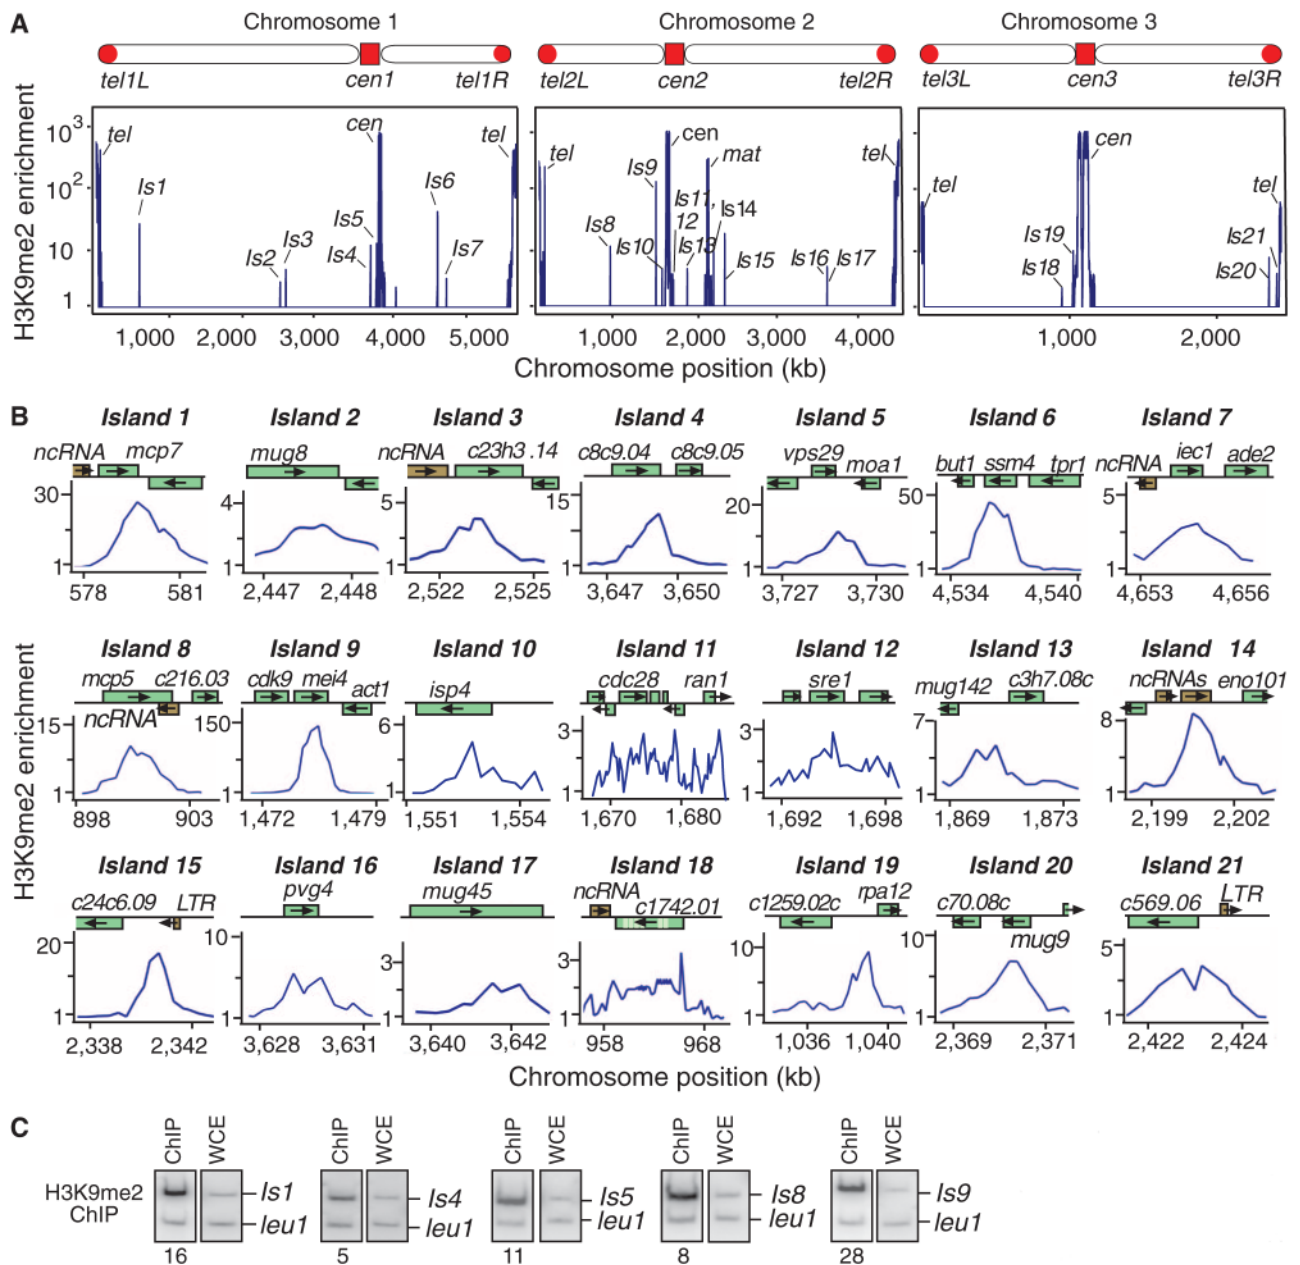 A
Chromosome 1 Chromosome 2 Chromosome 3
tel1L cen1 tel1R tel2L cen2 tel2R tel3L cen3 tel3R
H3K9me2 enrichment
10³
10²
10
1
tel Is1 Is2 Is3 Is4 Is5 cen Is6 Is7 tel
tel Is8 Is9 Is10 cen Is11, 12 Is13 mat Is14 Is15 Is16 Is17 tel
tel Is18 Is19 cen Is20 Is21 tel
1,000 2,000 3,000 4,000 5,000 1,000 2,000 3,000 4,000 1,000 2,000
Chromosome position (kb)
B
Island 1 Island 2 Island 3 Island 4 Island 5 Island 6 Island 7
ncRNA mcp7 mug8 ncRNA c23h3.14 c8c9.04 c8c9.05 vps29 moa1 but1 ssm4 tpr1 ncRNA iec1 ade2
30 4 5 15 20 50 5
1 1 1 1 1 1 1
578 581 2,447 2,448 2,522 2,525 3,647 3,650 3,727 3,730 4,534 4,540 4,653 4,656
H3K9me2 enrichment
Island 8 Island 9 Island 10 Island 11 Island 12 Island 13 Island 14
mcp5 c216.03 ncRNA cdk9 mei4 act1 isp4 cdc28 ran1 sre1 mug142 c3h7.08c ncRNAs eno101
15 150 6 3 3 7 8
1 1 1 1 1 1 1
898 903 1,472 1,479 1,551 1,554 1,670 1,680 1,692 1,698 1,869 1,873 2,199 2,202
Island 15 Island 16 Island 17 Island 18 Island 19 Island 20 Island 21
c24c6.09 LTR pvg4 mug45 ncRNA c1742.01 c1259.02c rpa12 c70.08c mug9 c569.06 LTR
20 10 3 3 10 10 5
1 1 1 1 1 1 1
2,338 2,342 3,628 3,631 3,640 3,642 958 968 1,036 1,040 2,369 2,371 2,422 2,424
Chromosome position (kb)
C
ChIP WCE ChIP WCE ChIP WCE ChIP WCE ChIP WCE
H3K9me2
ChIP
Is1 Is4 Is5 Is8 Is9
leu1 leu1 leu1 leu1 leu1
16 5 11 8 28